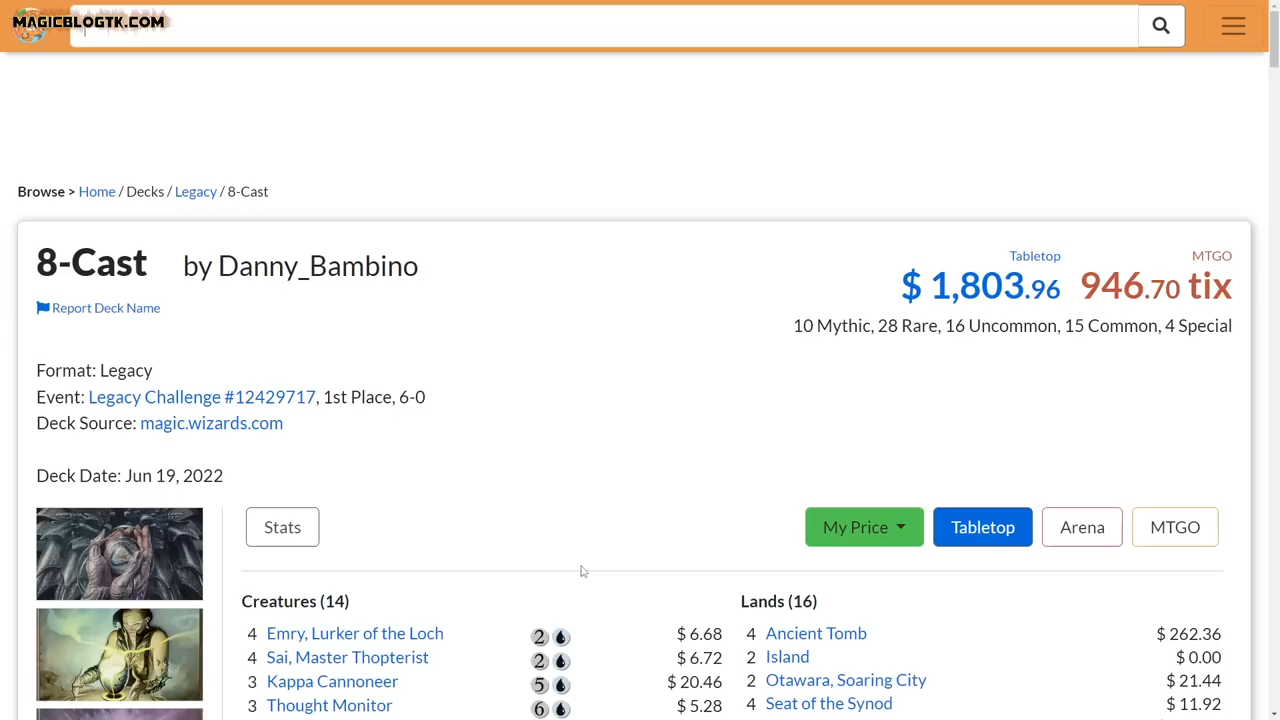 MAGICBLOGTK.COM
Browse > Home / Decks / Legacy / 8-Cast
8-Cast by Danny_Bambino
Tabletop MTGO
$ 1,803.96 946.70 tix
Report Deck Name
10 Mythic, 28 Rare, 16 Uncommon, 15 Common, 4 Special
Format: Legacy
Event: Legacy Challenge #12429717, 1st Place, 6-0
Deck Source: magic.wizards.com
Deck Date: Jun 19, 2022
Stats My Price Tabletop Arena MTGO
Creatures (14)
4 Emry, Lurker of the Loch 2 $ 6.68
4 Sai, Master Thopterist 2 $ 6.72
3 Kappa Cannoneer 5 $ 20.46
3 Thought Monitor 6 $ 5.28
Lands (16)
4 Ancient Tomb $ 262.36
2 Island $ 0.00
2 Otawara, Soaring City $ 21.44
4 Seat of the Synod $ 11.92